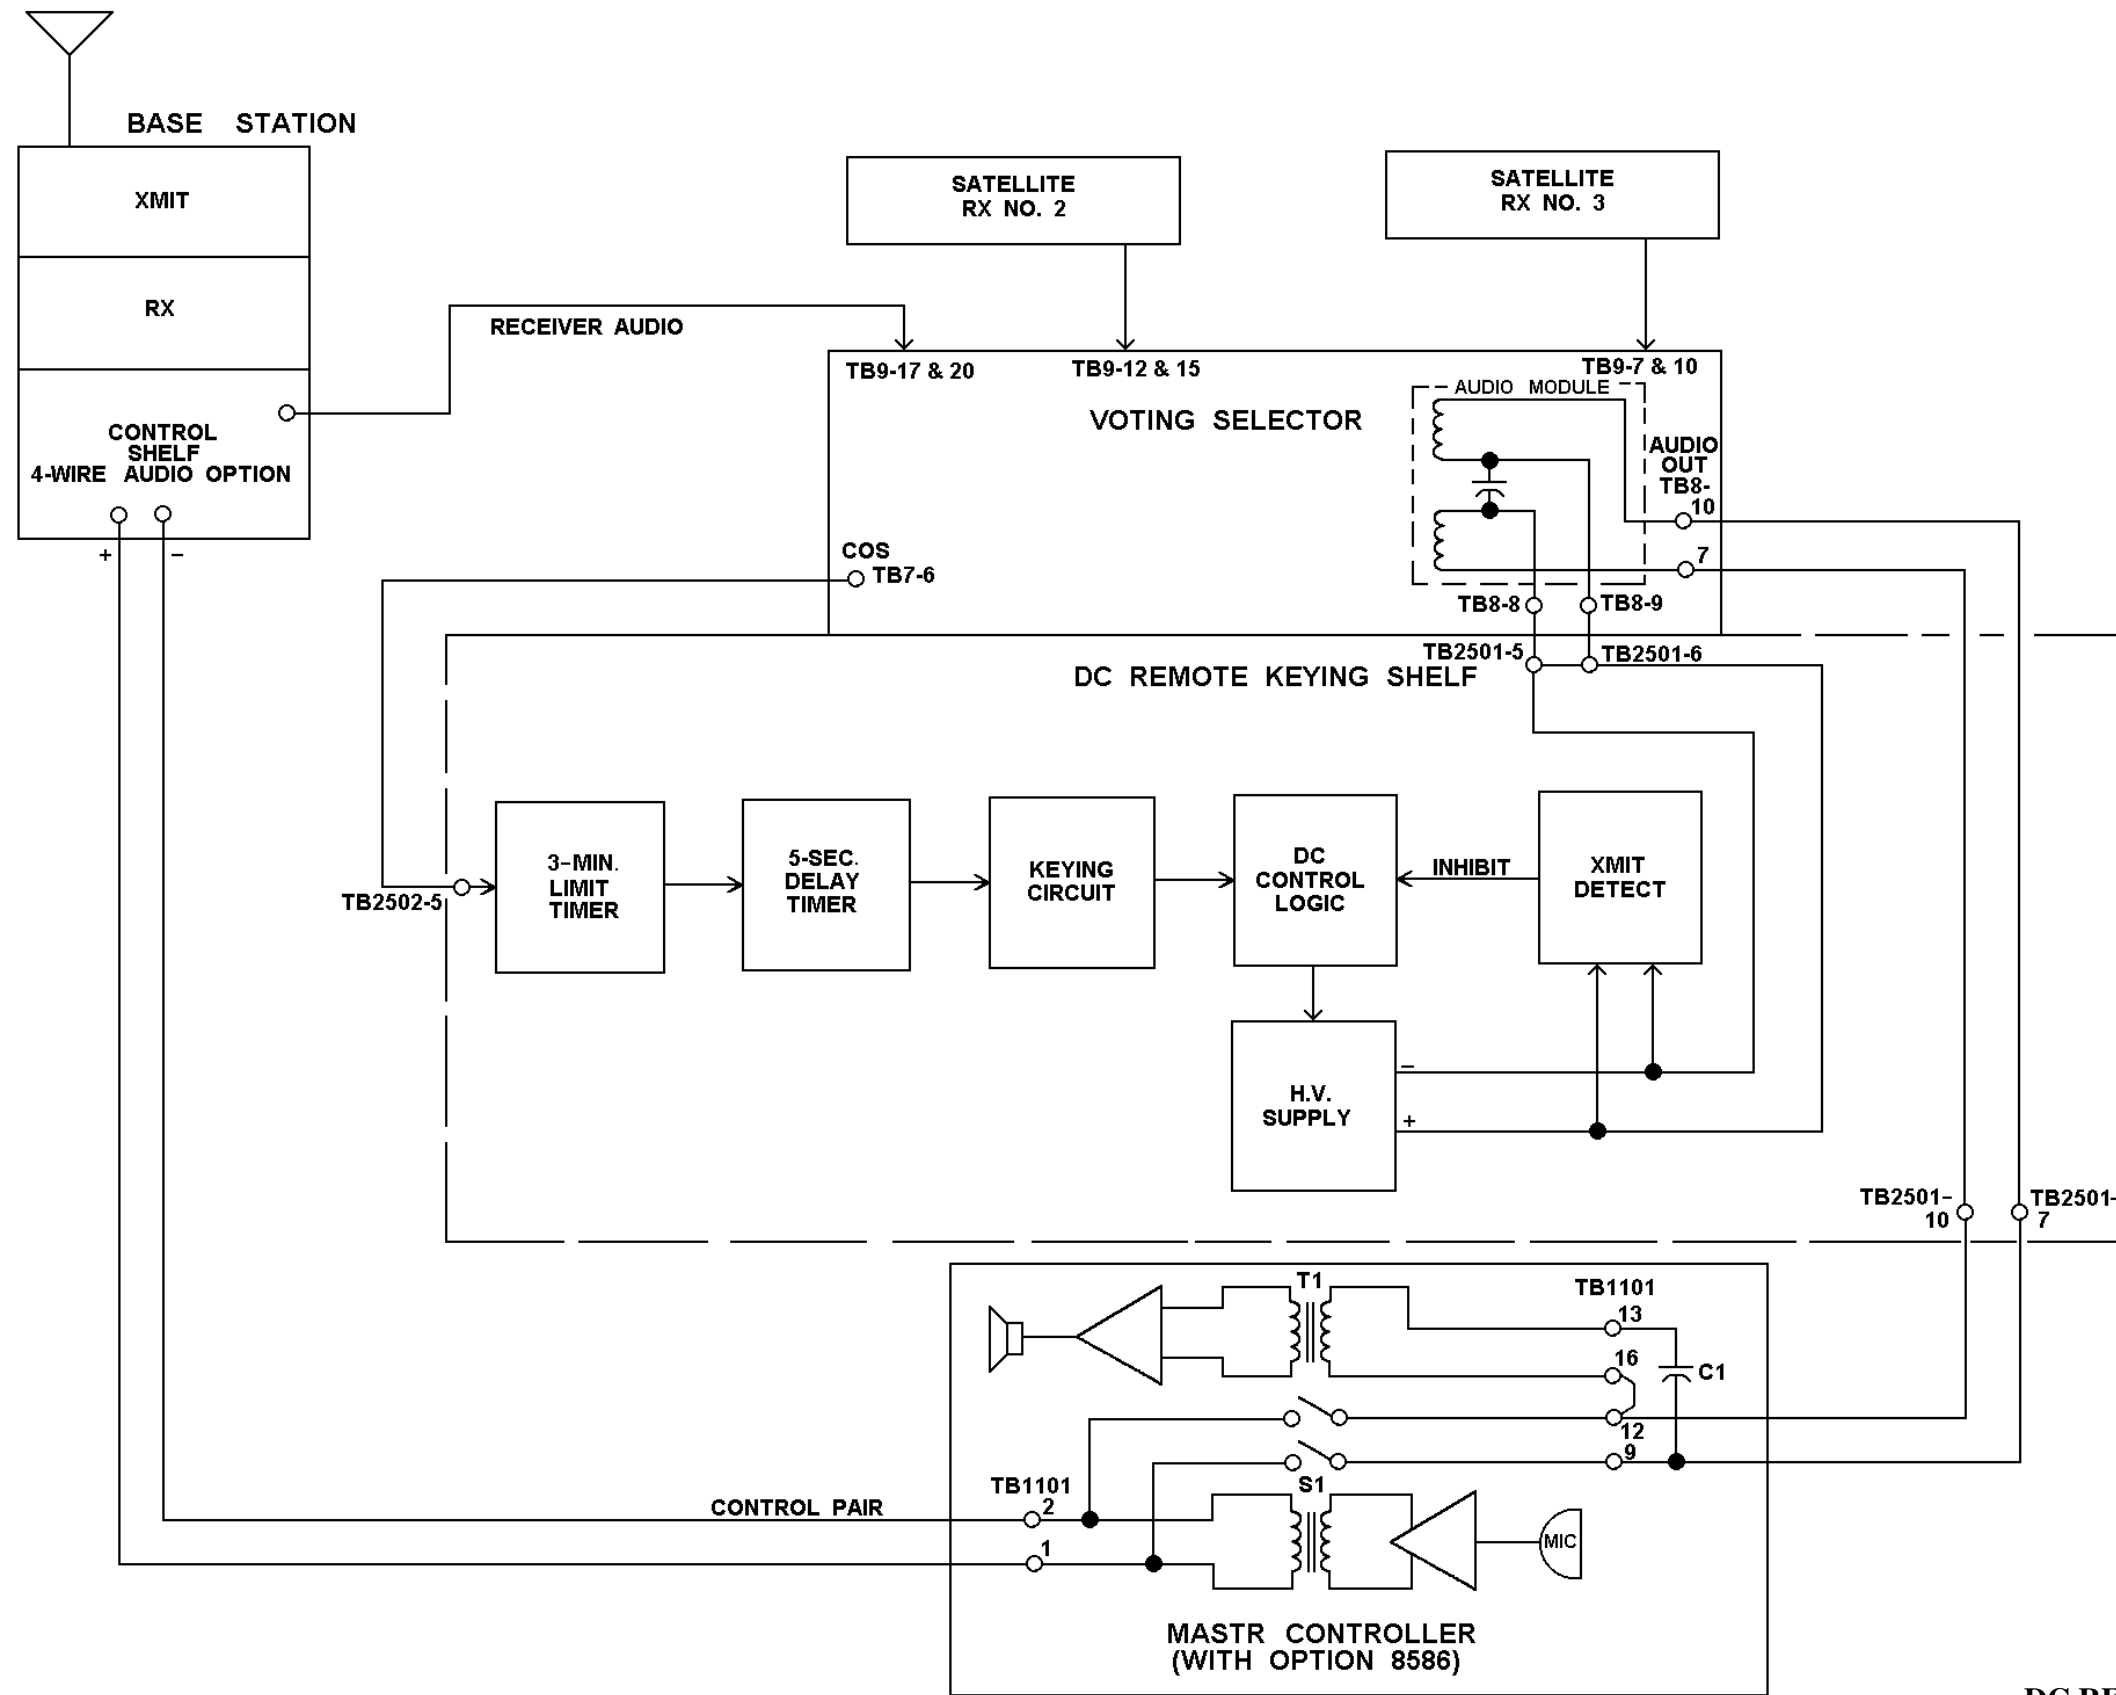 BASE STATION
XMIT
RX
CONTROL
SHELF
4-WIRE AUDIO OPTION
+ −
RECEIVER AUDIO
SATELLITE
RX NO. 2
SATELLITE
RX NO. 3
TB9-17 & 20
TB9-12 & 15
TB9-7 & 10
VOTING SELECTOR
AUDIO MODULE
AUDIO
OUT
TB8-
10
7
COS
TB7-6
TB8-8
TB8-9
TB2501-5
TB2501-6
DC REMOTE KEYING SHELF
TB2502-5
3-MIN.
LIMIT
TIMER
5-SEC.
DELAY
TIMER
KEYING
CIRCUIT
DC
CONTROL
LOGIC
INHIBIT
XMIT
DETECT
H.V.
SUPPLY
−
+
TB2501-
10
TB2501-
7
T1
TB1101
13
16
C1
12
9
S1
TB1101
2
1
CONTROL PAIR
MIC
MASTR CONTROLLER
(WITH OPTION 8586)